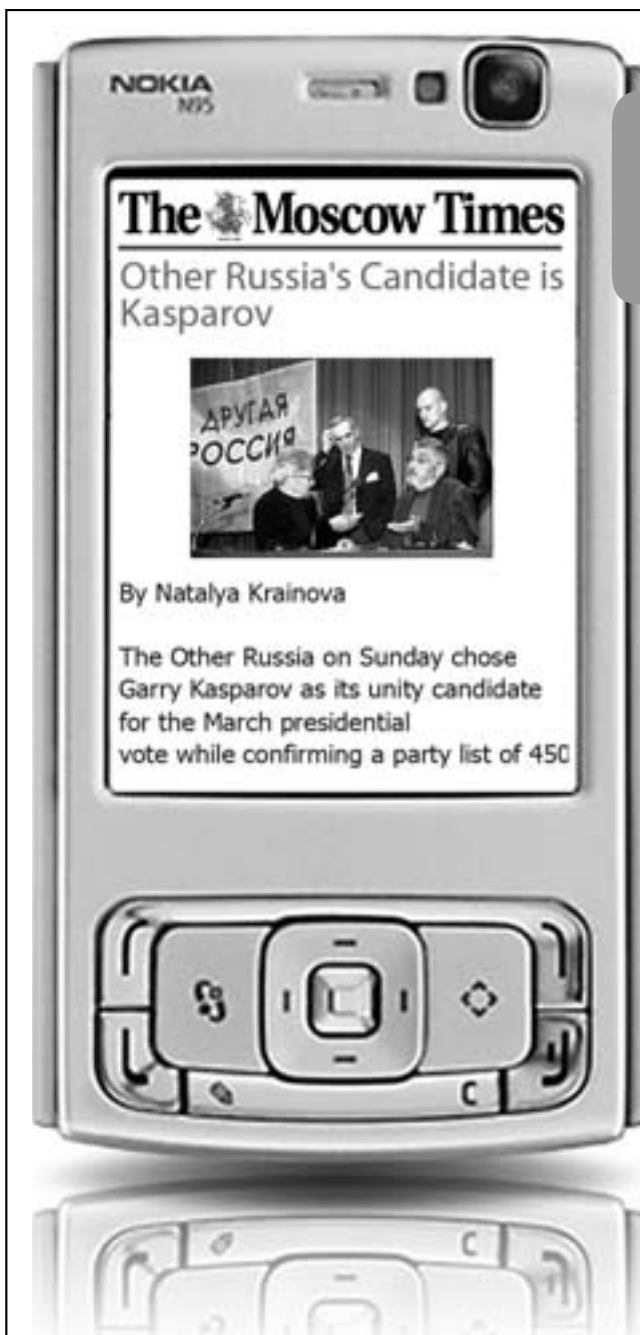 NOKIA
N95
The Moscow Times
Other Russia's Candidate is
Kasparov
ДРУГАЯ
РОССИЯ
By Natalya Krainova
The Other Russia on Sunday chose
Garry Kasparov as its unity candidate
for the March presidential
vote while confirming a party list of 450
C
C